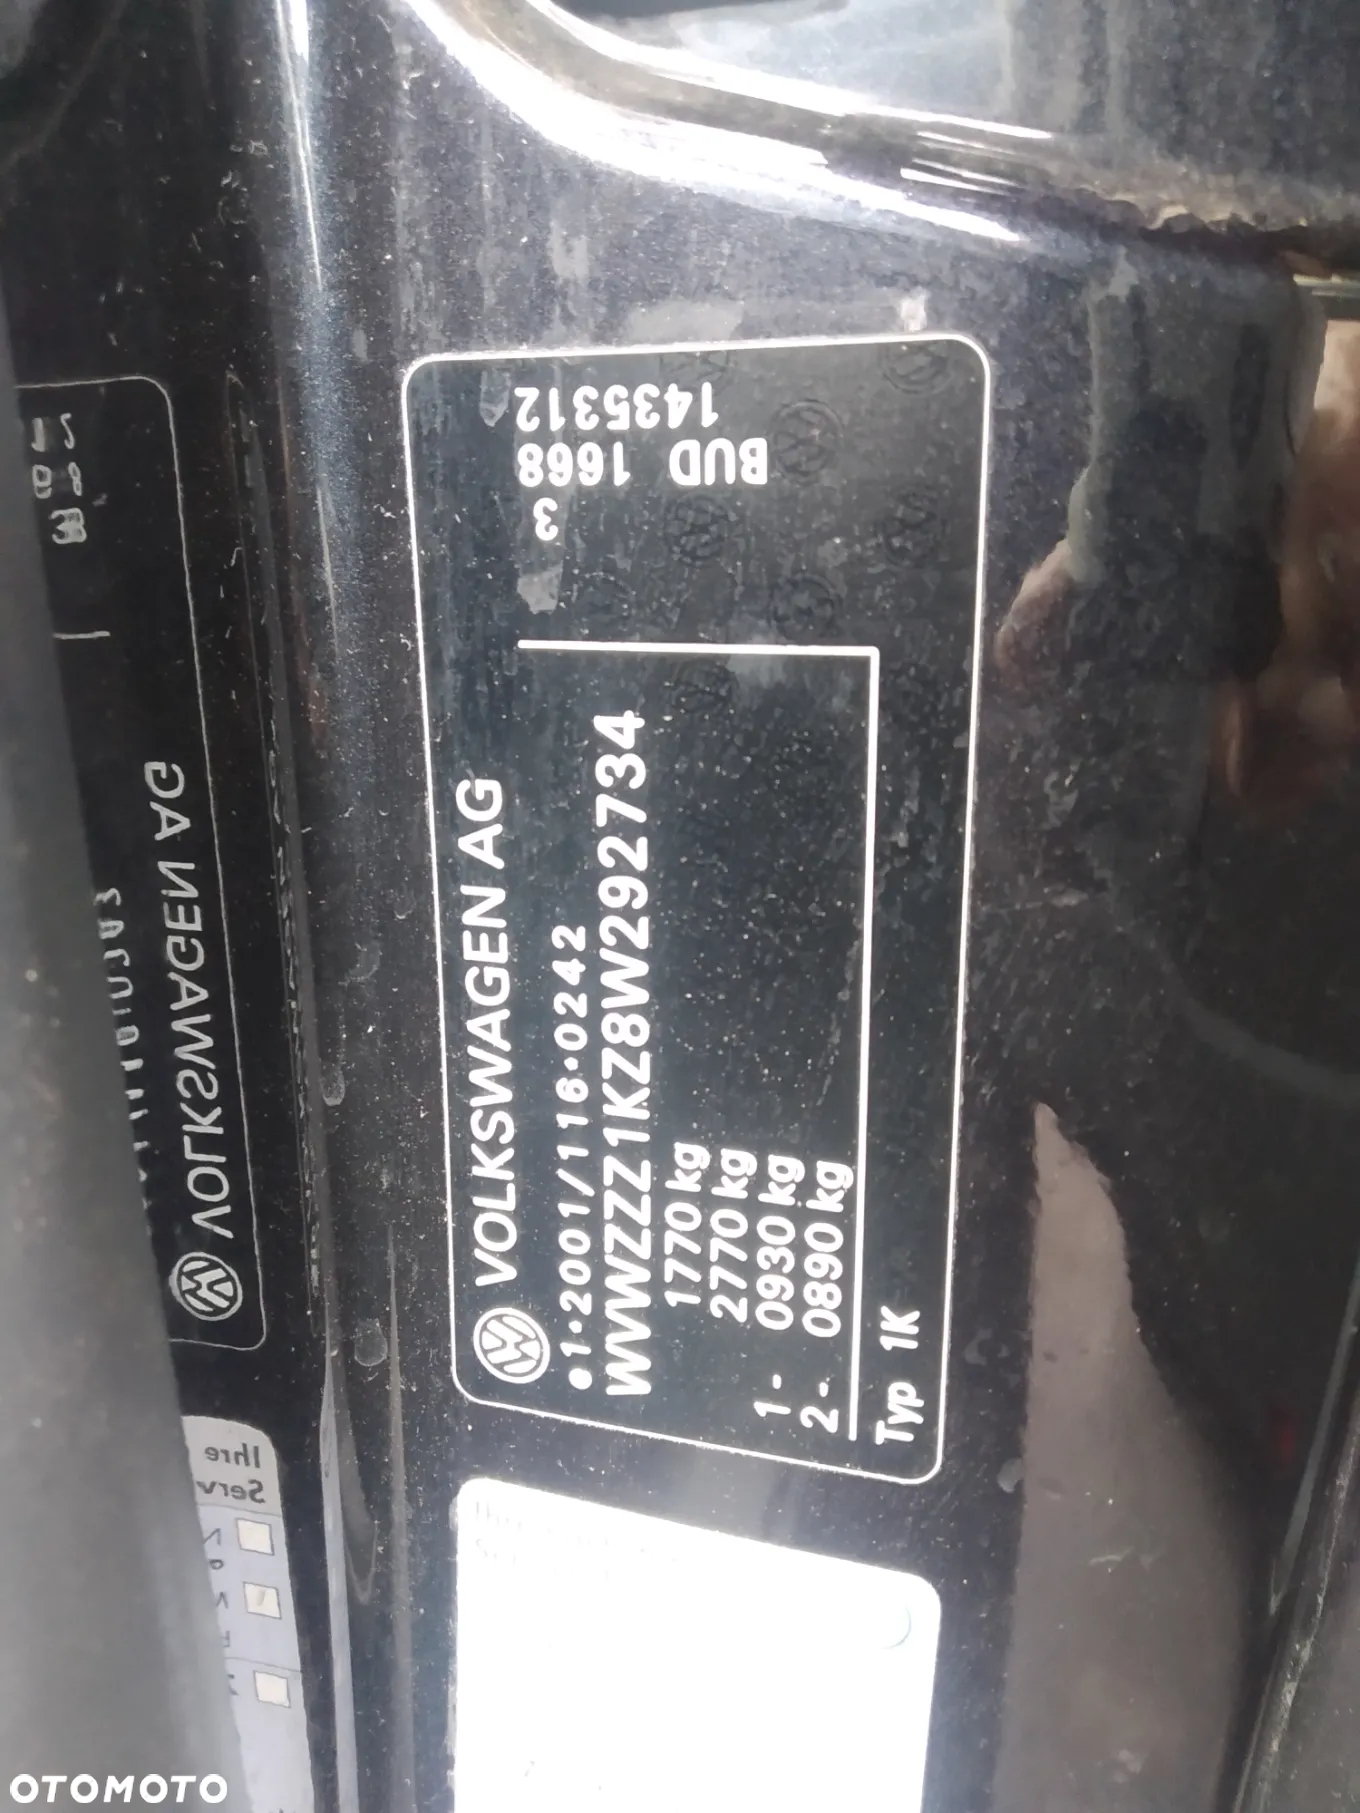 VOLKSWAGEN AG
e1*2001/116*0242
WVWZZZ1KZ8W292734
1770 kg
2770 kg
1- 0930 kg
2- 0890 kg
Typ 1K
3
BUD 1668
1435312
VOLKSWAGEN AG
Ihre
Serv
OTOMOTO